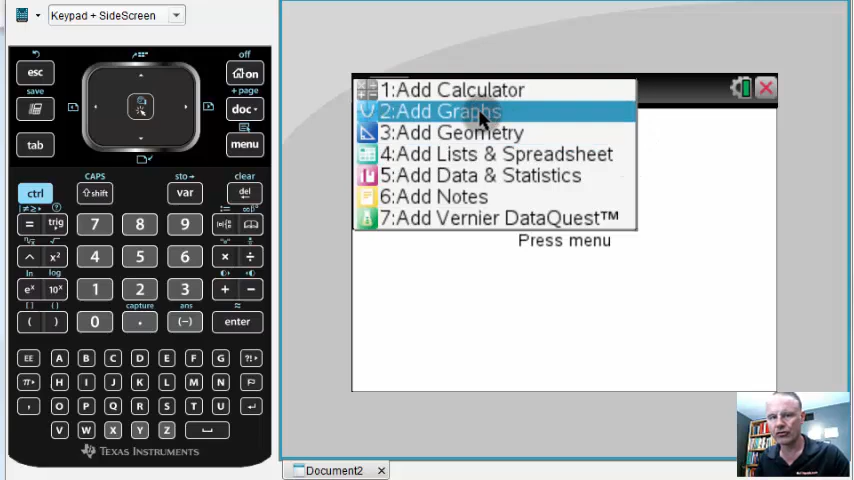 Keypad + SideScreen
off
esc
on
save
+ page
doc
tab
menu
CAPS
sto→
clear
ctrl
shift
var
del
= trig 7 8 9
^ x² 4 5 6 × ÷
ln log
eˣ 10ˣ 1 2 3 + −
[ ] { } capture ans ≈
( ) 0 . (−) enter
EE A B C D E F G ?!
π H I J K L M N
, O P Q R S T U
V W X Y Z
TEXAS INSTRUMENTS
1:Add Calculator
2:Add Graphs
3:Add Geometry
4:Add Lists & Spreadsheet
5:Add Data & Statistics
6:Add Notes
7:Add Vernier DataQuest™
Press menu
Document2